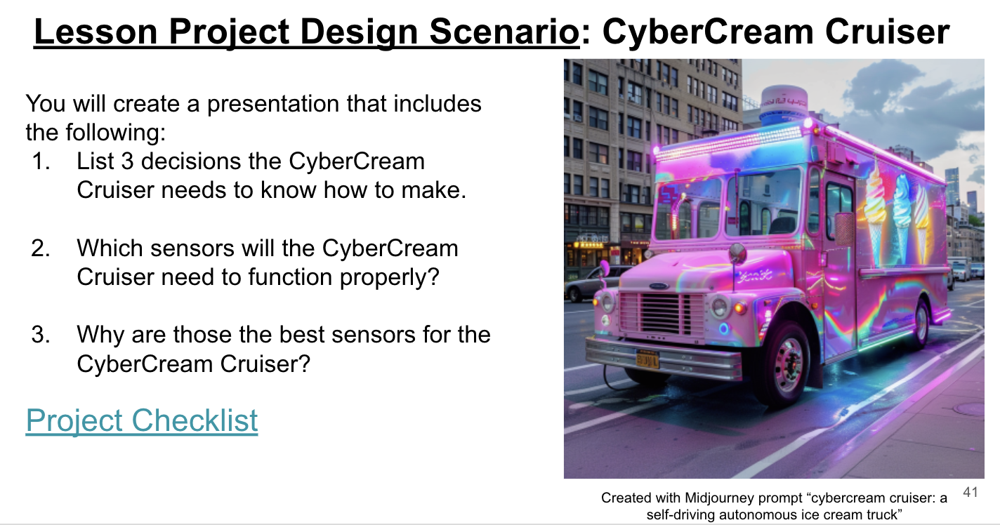 Lesson Project Design Scenario: CyberCream Cruiser
You will create a presentation that includes
the following:
1. List 3 decisions the CyberCream
Cruiser needs to know how to make.
2. Which sensors will the CyberCream
Cruiser need to function properly?
3. Why are those the best sensors for the
CyberCream Cruiser?
Project Checklist
Created with Midjourney prompt “cybercream cruiser: a
self-driving autonomous ice cream truck”
41